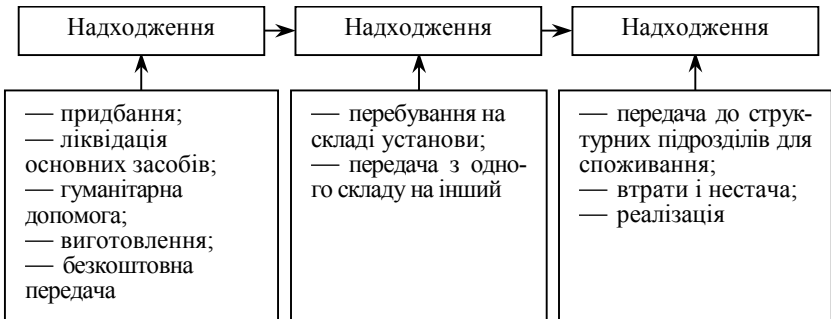 Надходження
Надходження
Надходження
— придбання;
— ліквідація
основних засобів;
— гуманітарна
допомога;
— виготовлення;
— безкоштовна
передача
— перебування на
складі установи;
— передача з одно-
го складу на інший
— передача до струк-
турних підрозділів для
споживання;
— втрати і нестача;
— реалізація